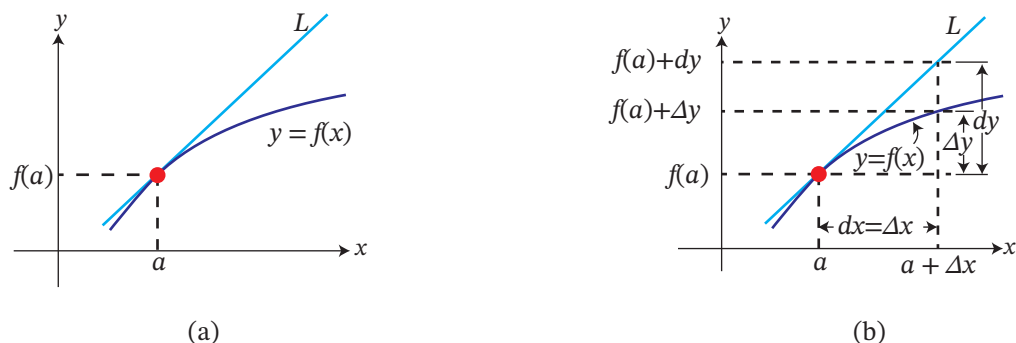 y
L
y = f(x)
f(a)
a
x
(a)
y
L
f(a)+dy
f(a)+Δy
dy
Δy
y=f(x)
f(a)
dx=Δx
x
a
a + Δx
(b)